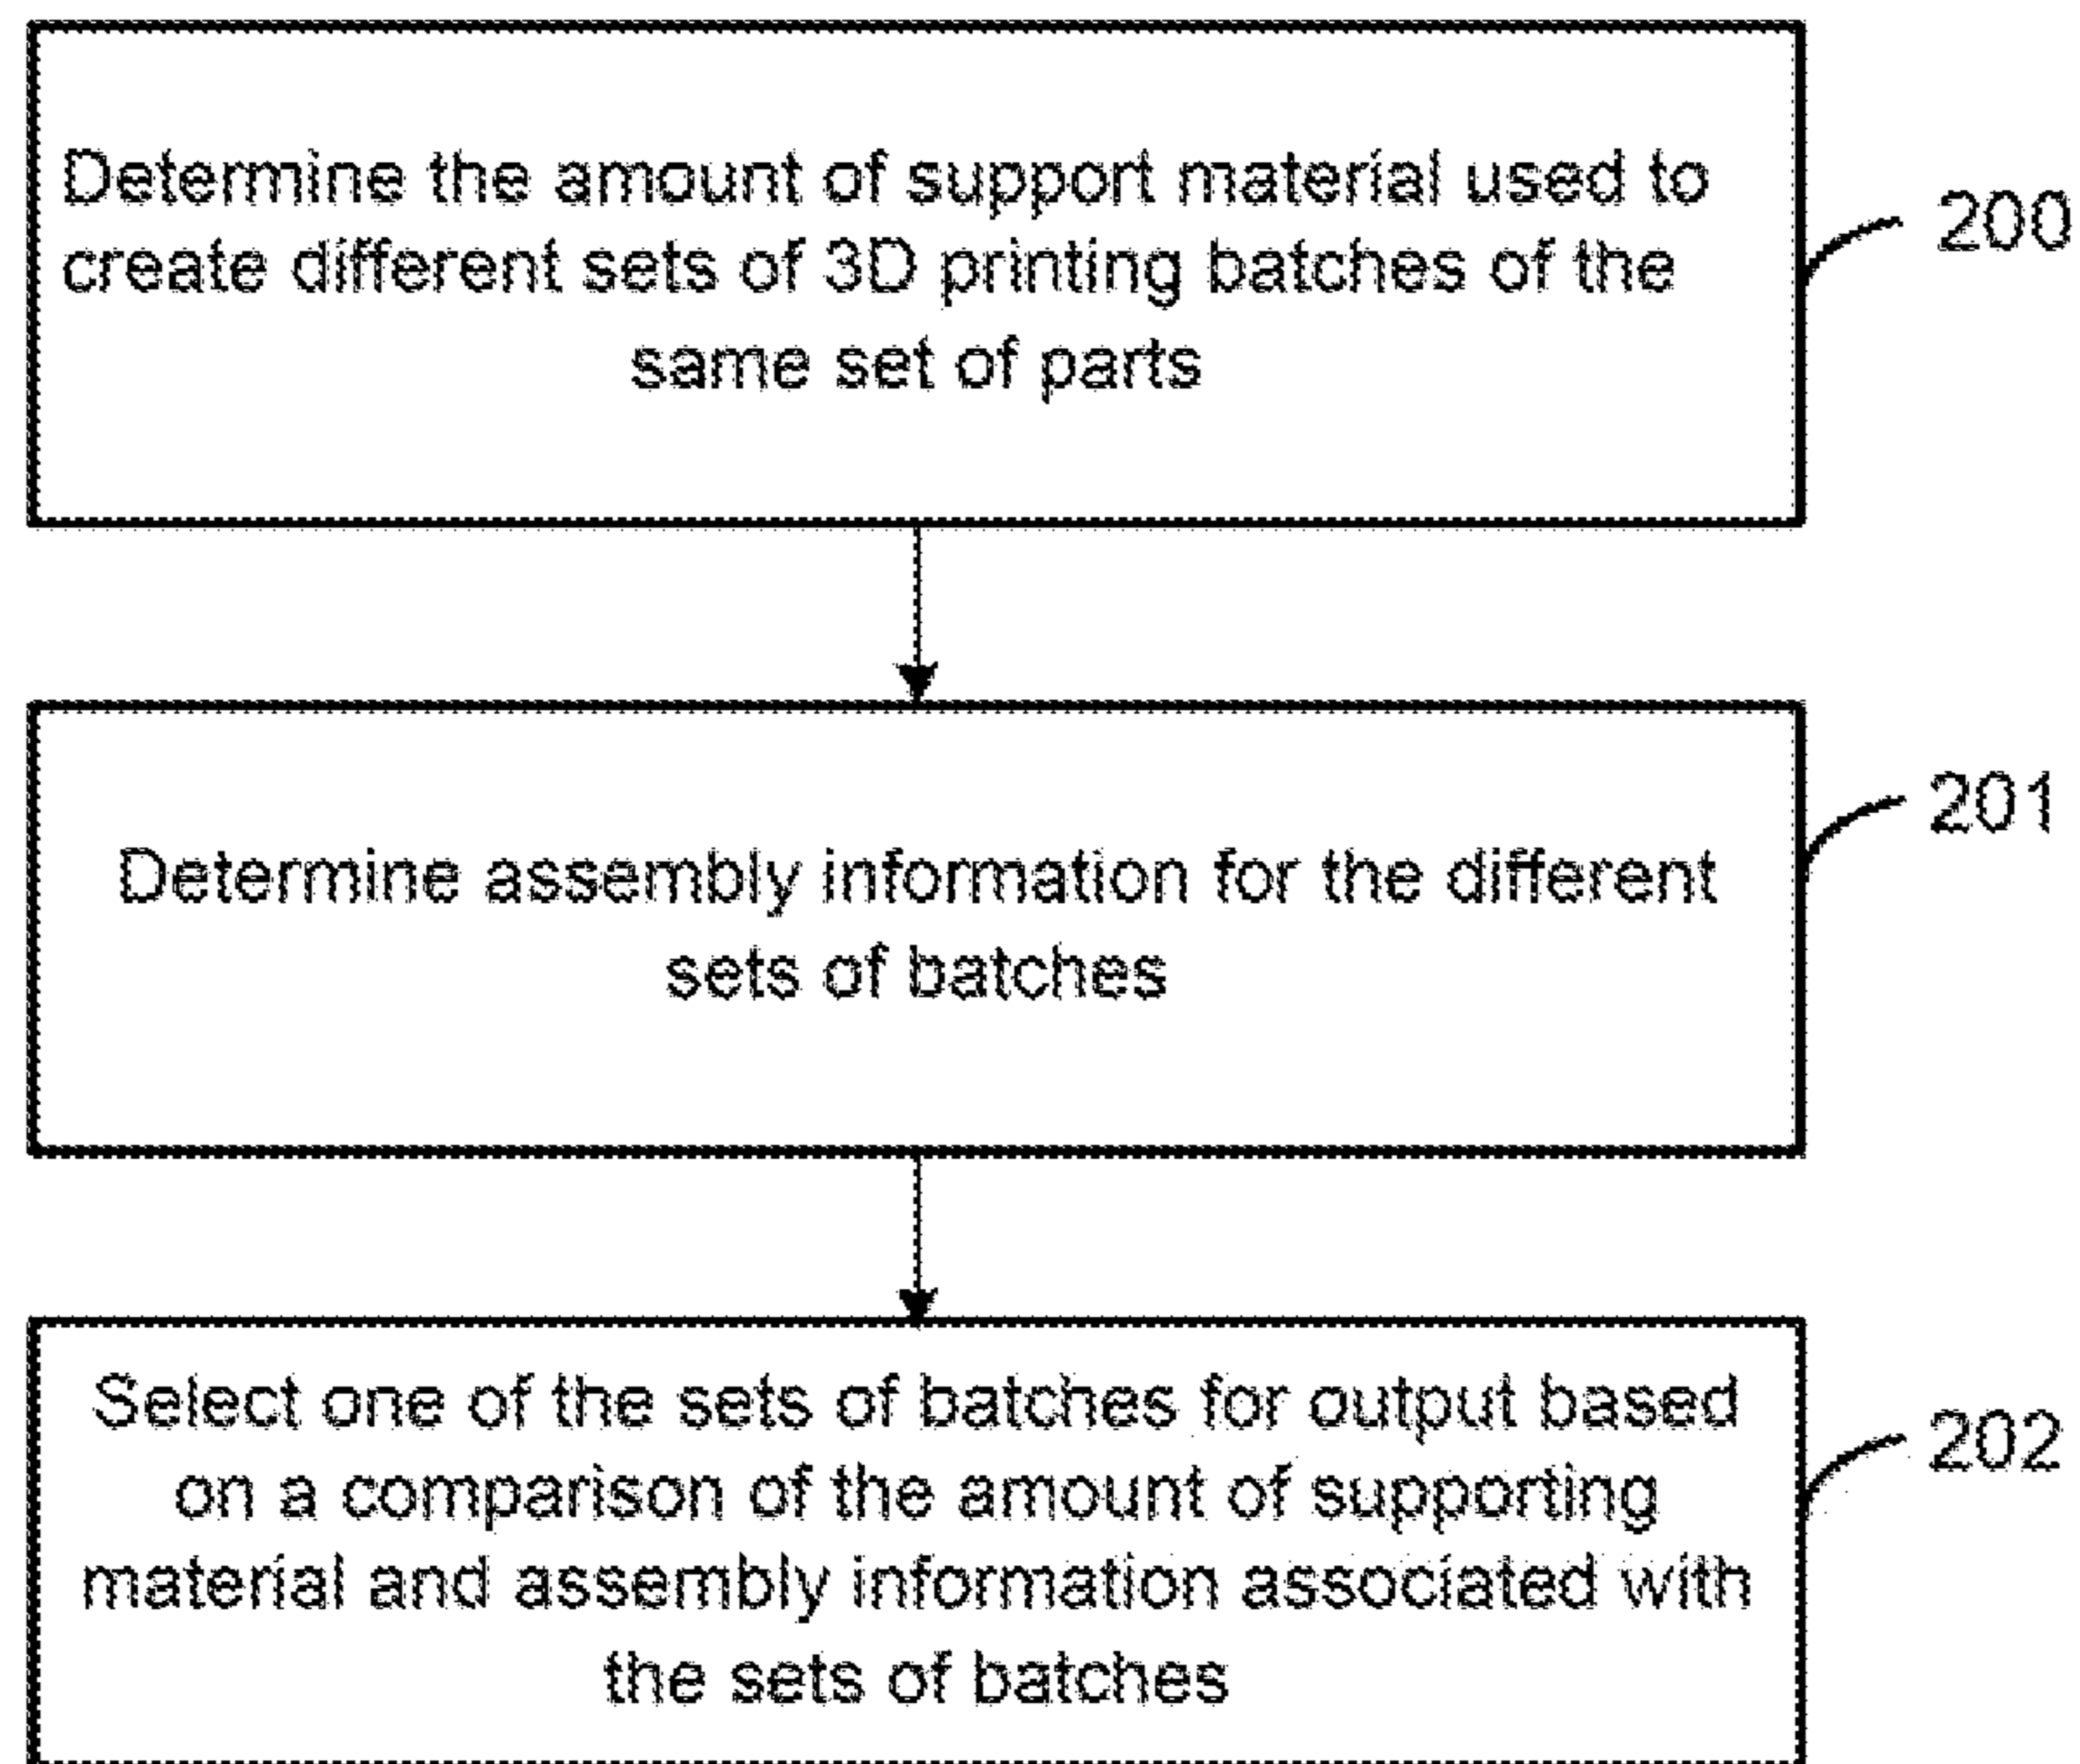 Determine the amount of support material used to
create different sets of 3D printing batches of the
same set of parts
200
Determine assembly information for the different
sets of batches
201
Select one of the sets of batches for output based
on a comparison of the amount of supporting
material and assembly information associated with
the sets of batches
202